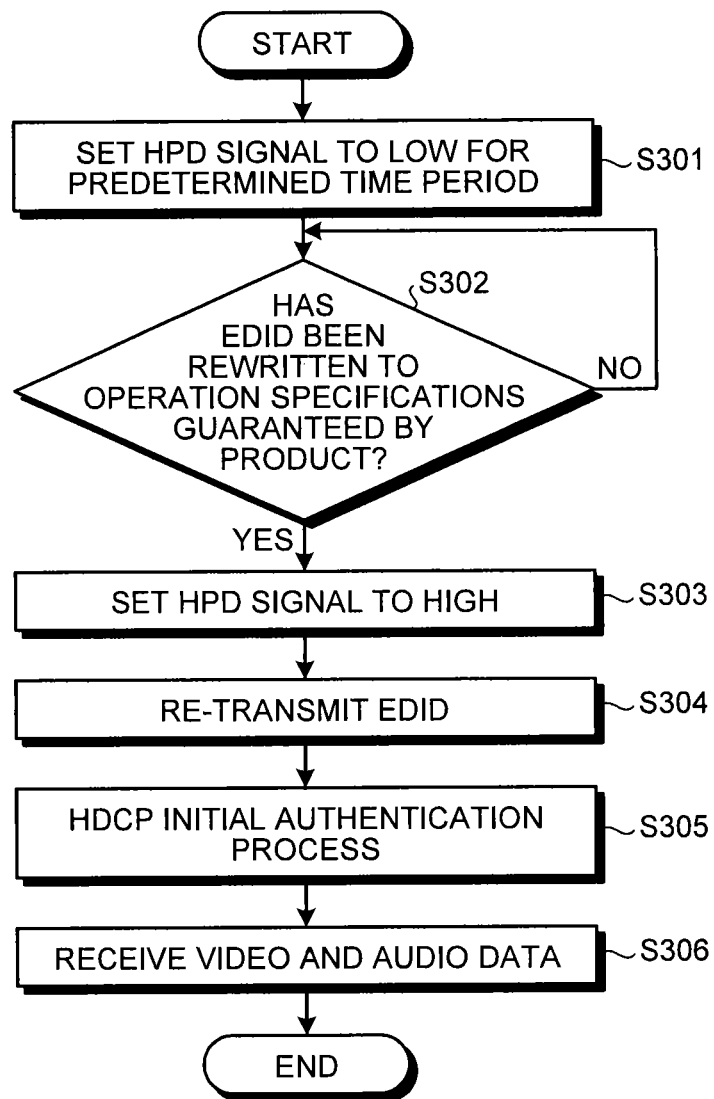 START
SET HPD SIGNAL TO LOW FOR
PREDETERMINED TIME PERIOD
S301
S302
HAS
EDID BEEN
REWRITTEN TO
OPERATION SPECIFICATIONS
GUARANTEED BY
PRODUCT?
NO
YES
SET HPD SIGNAL TO HIGH
S303
RE-TRANSMIT EDID
S304
HDCP INITIAL AUTHENTICATION
PROCESS
S305
RECEIVE VIDEO AND AUDIO DATA
S306
END